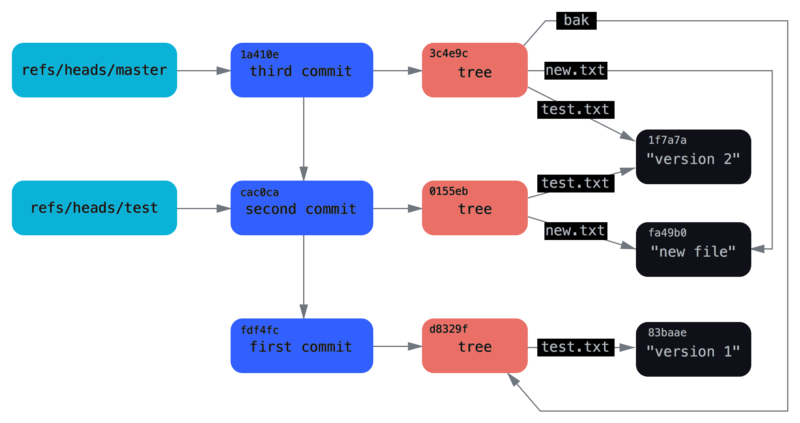 bak
1a410e
3c4e9c
refs/heads/master
third commit
tree
new.txt
test.txt
1f7a7a
"version 2"
cac0ca
0155eb
test.txt
refs/heads/test
second commit
tree
new.txt
fa49b0
"new file"
fdf4fc
d8329f
83baae
first commit
tree
test.txt
"version 1"